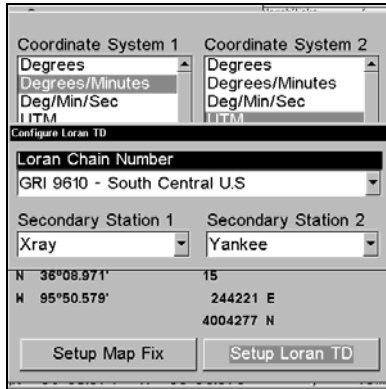 Coordinate System 1 Coordinate System 2
Degrees Degrees
Degrees/Minutes Degrees/Minutes
Deg/Min/Sec Deg/Min/Sec
UTM UTM
Configure Loran TD
Loran Chain Number
GRI 9610 - South Central U.S
Secondary Station 1 Secondary Station 2
Xray Yankee
N 36°08.971' 15
W 95°50.579' 244221 E
4004277 N
Setup Map Fix Setup Loran TD